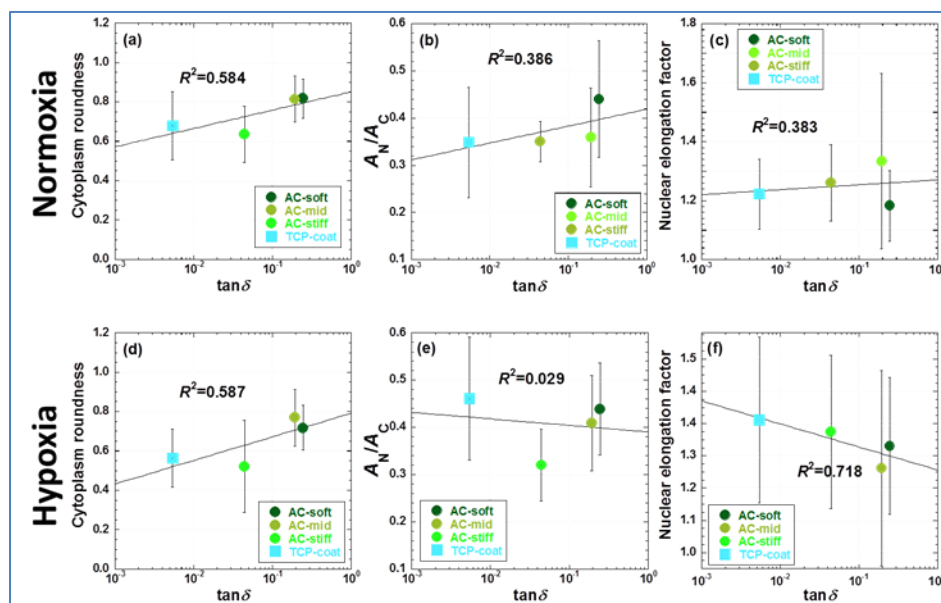 Normoxia
(a)
R²=0.584
Cytoplasm roundness
1.2
1.0
0.8
0.6
0.4
0.2
0.0
AC-soft
AC-mid
AC-stiff
TCP-coat
10⁻³ 10⁻² 10⁻¹ 10⁰
tanδ
(b)
R²=0.386
A_N/A_C
0.6
0.5
0.4
0.3
0.2
0.1
AC-soft
AC-mid
AC-stiff
TCP-coat
10⁻³ 10⁻² 10⁻¹ 10⁰
tanδ
(c)
AC-soft
AC-mid
AC-stiff
TCP-coat
R²=0.383
Nuclear elongation factor
1.8
1.6
1.4
1.2
1.0
10⁻³ 10⁻² 10⁻¹ 10⁰
tanδ
Hypoxia
(d)
R²=0.587
Cytoplasm roundness
1.2
1.0
0.8
0.6
0.4
0.2
0.0
AC-soft
AC-mid
AC-stiff
TCP-coat
10⁻³ 10⁻² 10⁻¹ 10⁰
tanδ
(e)
R²=0.029
A_N/A_C
0.6
0.5
0.4
0.3
0.2
0.1
AC-soft
AC-mid
AC-stiff
TCP-coat
10⁻³ 10⁻² 10⁻¹ 10⁰
tanδ
(f)
R²=0.718
Nuclear elongation factor
1.5
1.4
1.3
1.3
1.1
1.0
AC-soft
AC-mid
AC-stiff
TCP-coat
10⁻³ 10⁻² 10⁻¹ 10⁰
tanδ